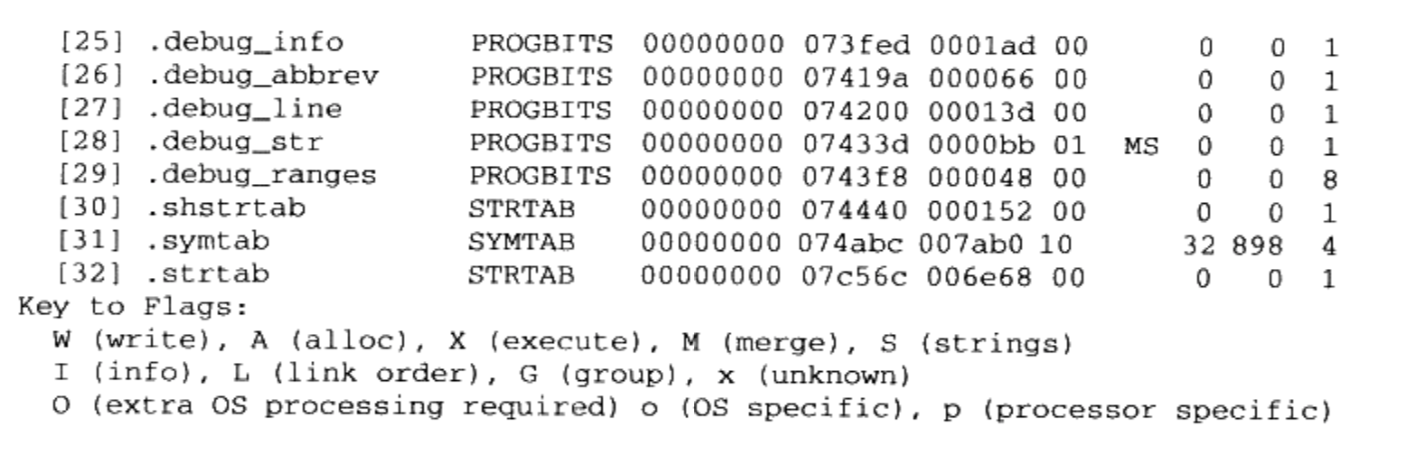 [25] .debug_info PROGBITS 00000000 073fed 0001ad 00 0 0 1
[26] .debug_abbrev PROGBITS 00000000 07419a 000066 00 0 0 1
[27] .debug_line PROGBITS 00000000 074200 00013d 00 0 0 1
[28] .debug_str PROGBITS 00000000 07433d 0000bb 01 MS 0 0 1
[29] .debug_ranges PROGBITS 00000000 0743f8 000048 00 0 0 8
[30] .shstrtab STRTAB 00000000 074440 000152 00 0 0 1
[31] .symtab SYMTAB 00000000 074abc 007ab0 10 32 898 4
[32] .strtab STRTAB 00000000 07c56c 006e68 00 0 0 1
Key to Flags:
W (write), A (alloc), X (execute), M (merge), S (strings)
I (info), L (link order), G (group), x (unknown)
O (extra OS processing required) o (OS specific), p (processor specific)